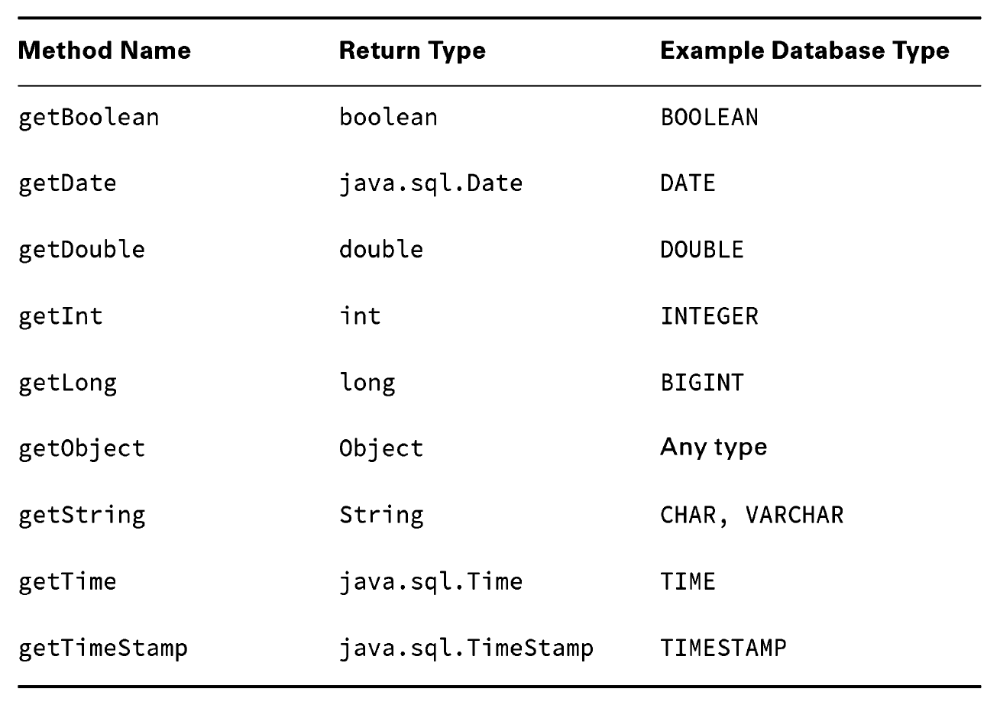 Method Name Return Type Example Database Type
getBoolean boolean BOOLEAN
getDate java.sql.Date DATE
getDouble double DOUBLE
getInt int INTEGER
getLong long BIGINT
getObject Object Any type
getString String CHAR, VARCHAR
getTime java.sql.Time TIME
getTimeStamp java.sql.TimeStamp TIMESTAMP